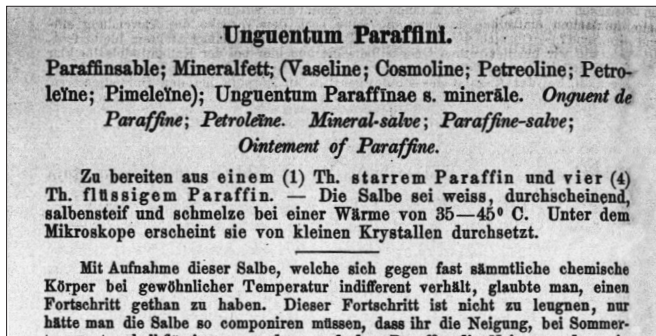 Unguentum Paraffini.
Paraffinsable; Mineralfett; (Vaseline; Cosmoline; Petreoline; Petro-
leïne; Pimeleïne); Unguentum Paraffinae s. minerāle. Onguent de
Paraffine; Petroleïne. Mineral-salve; Paraffine-salve;
Ointement of Paraffine.
Zu bereiten aus einem (1) Th. starrem Paraffin und vier (4)
Th. flüssigem Paraffin. — Die Salbe sei weiss, durchscheinend,
salbensteif und schmelze bei einer Wärme von 35—45⁰ C. Unter dem
Mikroskope erscheint sie von kleinen Krystallen durchsetzt.
Mit Aufnahme dieser Salbe, welche sich gegen fast sämmtliche chemische
Körper bei gewöhnlicher Temperatur indifferent verhält, glaubte man, einen
Fortschritt gethan zu haben. Dieser Fortschritt ist nicht zu leugnen, nur
hätte man die Salbe so componiren müssen, dass ihr die Neigung, bei Sommer-